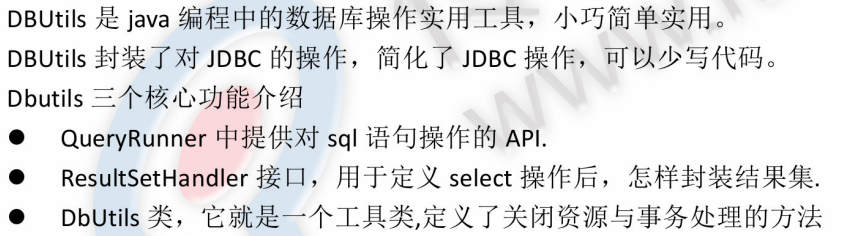 DBUtils 是 java 编程中的数据库操作实用工具，小巧简单实用。
DBUtils 封装了对 JDBC 的操作，简化了 JDBC 操作，可以少写代码。
Dbutils 三个核心功能介绍
● QueryRunner 中提供对 sql 语句操作的 API.
● ResultSetHandler 接口，用于定义 select 操作后，怎样封装结果集.
● DbUtils 类，它就是一个工具类,定义了关闭资源与事务处理的方法